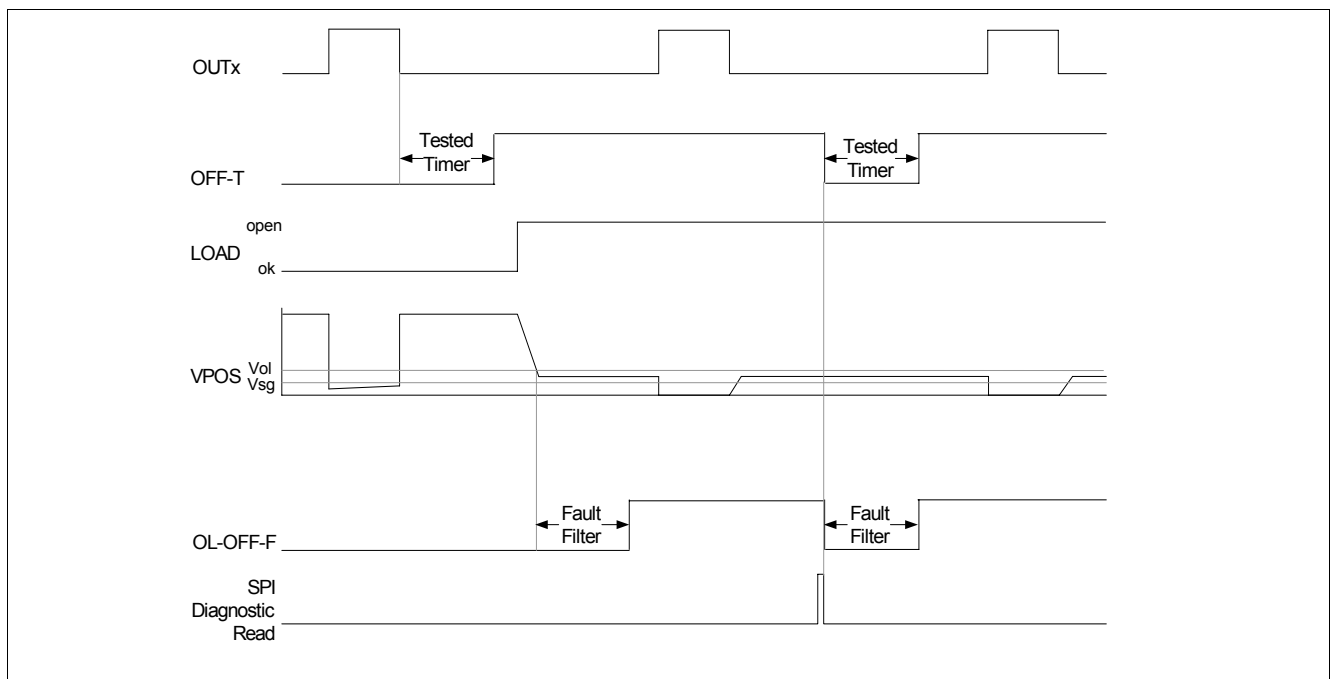 OUTx
Tested
Timer
Tested
Timer
OFF-T
open
LOAD
ok
VPOS
Vol
Vsg
Fault
Filter
Fault
Filter
OL-OFF-F
SPI
Diagnostic
Read